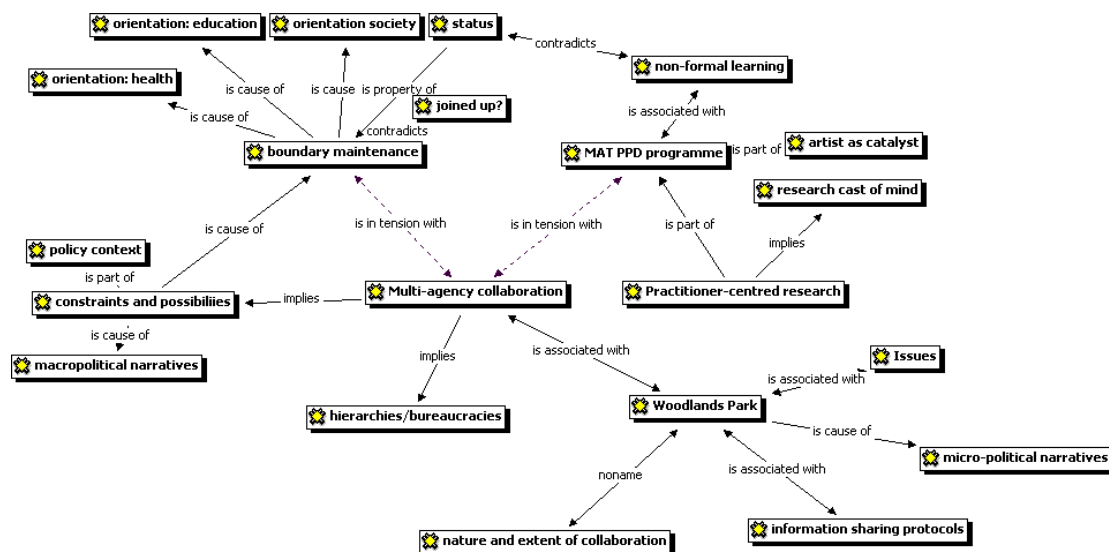 orientation: education
orientation society
status
contradicts
non-formal learning
orientation: health
is cause of
is cause
is property of
joined up?
is associated with
is cause of
contradicts
boundary maintenance
MAT PPD programme
is part of
artist as catalyst
research cast of mind
is in tension with
is in tension with
is cause of
is part of
implies
policy context
is part of
constraints and possibiliies
implies
Multi-agency collaboration
Practitioner-centred research
is cause of
macropolitical narratives
implies
is associated with
Issues
is associated with
hierarchies/bureaucracies
Woodlands Park
is cause of
micro-political narratives
noname
is associated with
nature and extent of collaboration
information sharing protocols